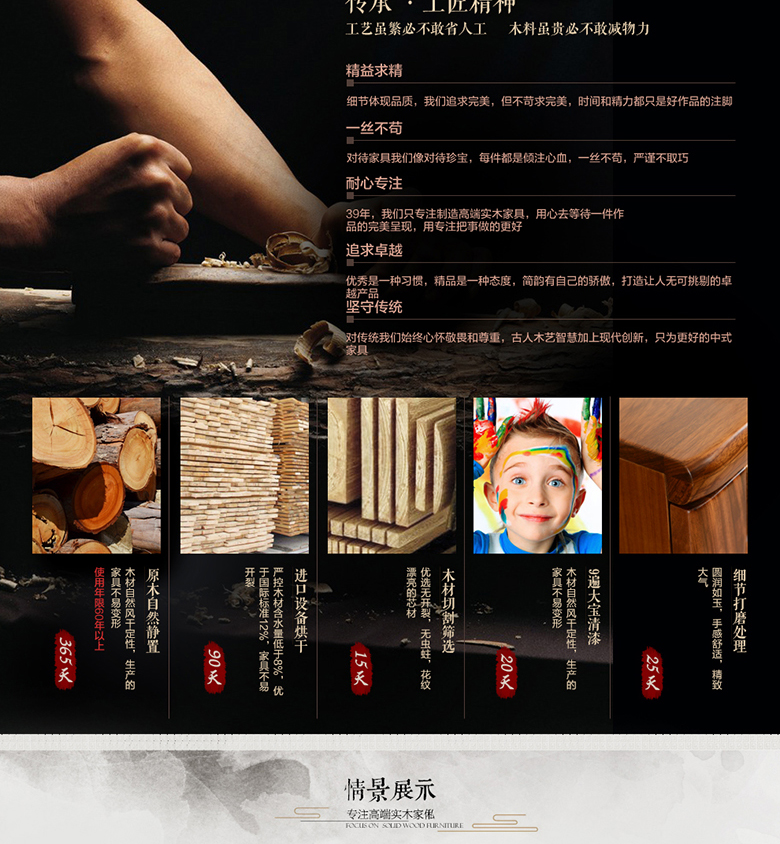 传承·工匠精神
工艺虽繁必不敢省人工 木料虽贵必不敢减物力
精益求精
细节体现品质，我们追求完美，但不苛求完美，时间和精力都只是好作品的注脚
一丝不苟
对待家具我们像对待珍宝，每件都是倾注心血，一丝不苟，严谨不取巧
耐心专注
39年，我们只专注制造高端实木家具，用心去等待一件作
品的完美呈现，用专注把事做的更好
追求卓越
优秀是一种习惯，精品是一种态度，简韵有自己的骄傲，打造让人无可挑剔的卓
越产品
坚守传统
对传统我们始终心怀敬畏和尊重，古人木艺智慧加上现代创新，只为更好的中式
家具
原木自然静置
木材自然风干定性，生产的
家具不易变形
使用年限60年以上
365天
进口设备烘干
严控木材含水量低于8%，优
于国际标准12%，家具不易
开裂
90天
木材切割筛选
优选无开裂、无虫蛀，花纹
漂亮的芯材
15天
9遍大宝清漆
木材自然风干定性，生产的
家具不易变形
20天
细节打磨处理
圆润如玉，手感舒适，精致
大气
25天
情景展示
专注高端实木家俬
FOCUS ON SOLID WOOD FURNITURE